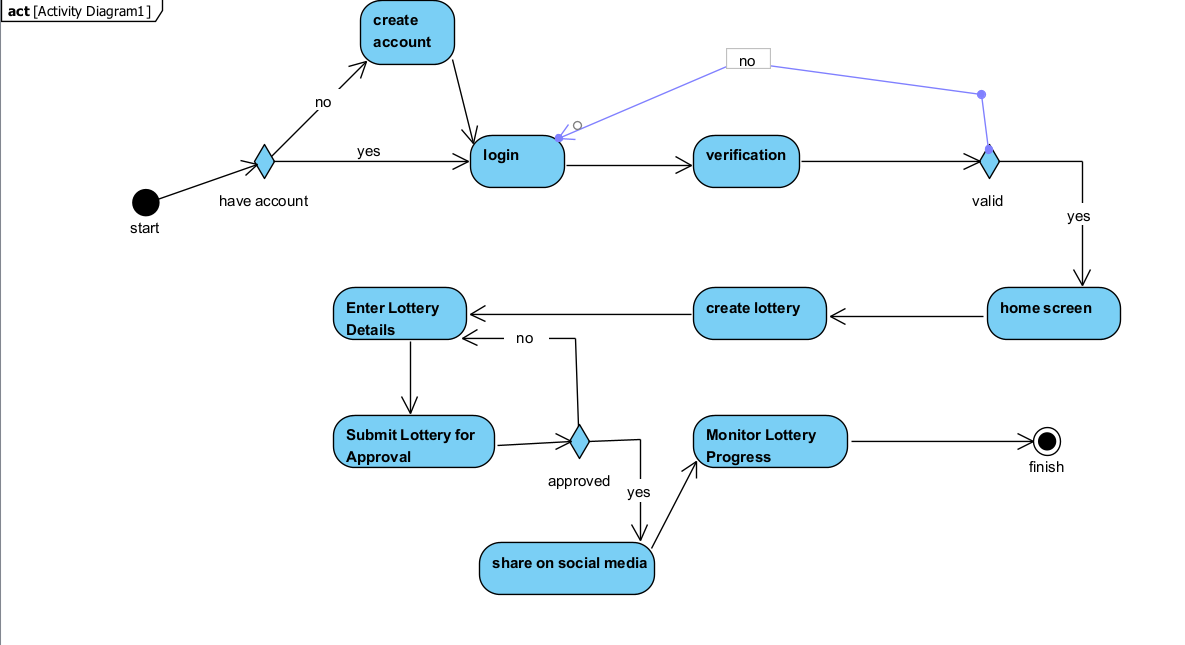 act [Activity Diagram1]
create
account
no
no
yes
login
verification
have account
valid
start
yes
Enter Lottery
Details
create lottery
home screen
no
Submit Lottery for
Approval
Monitor Lottery
Progress
approved
finish
yes
share on social media